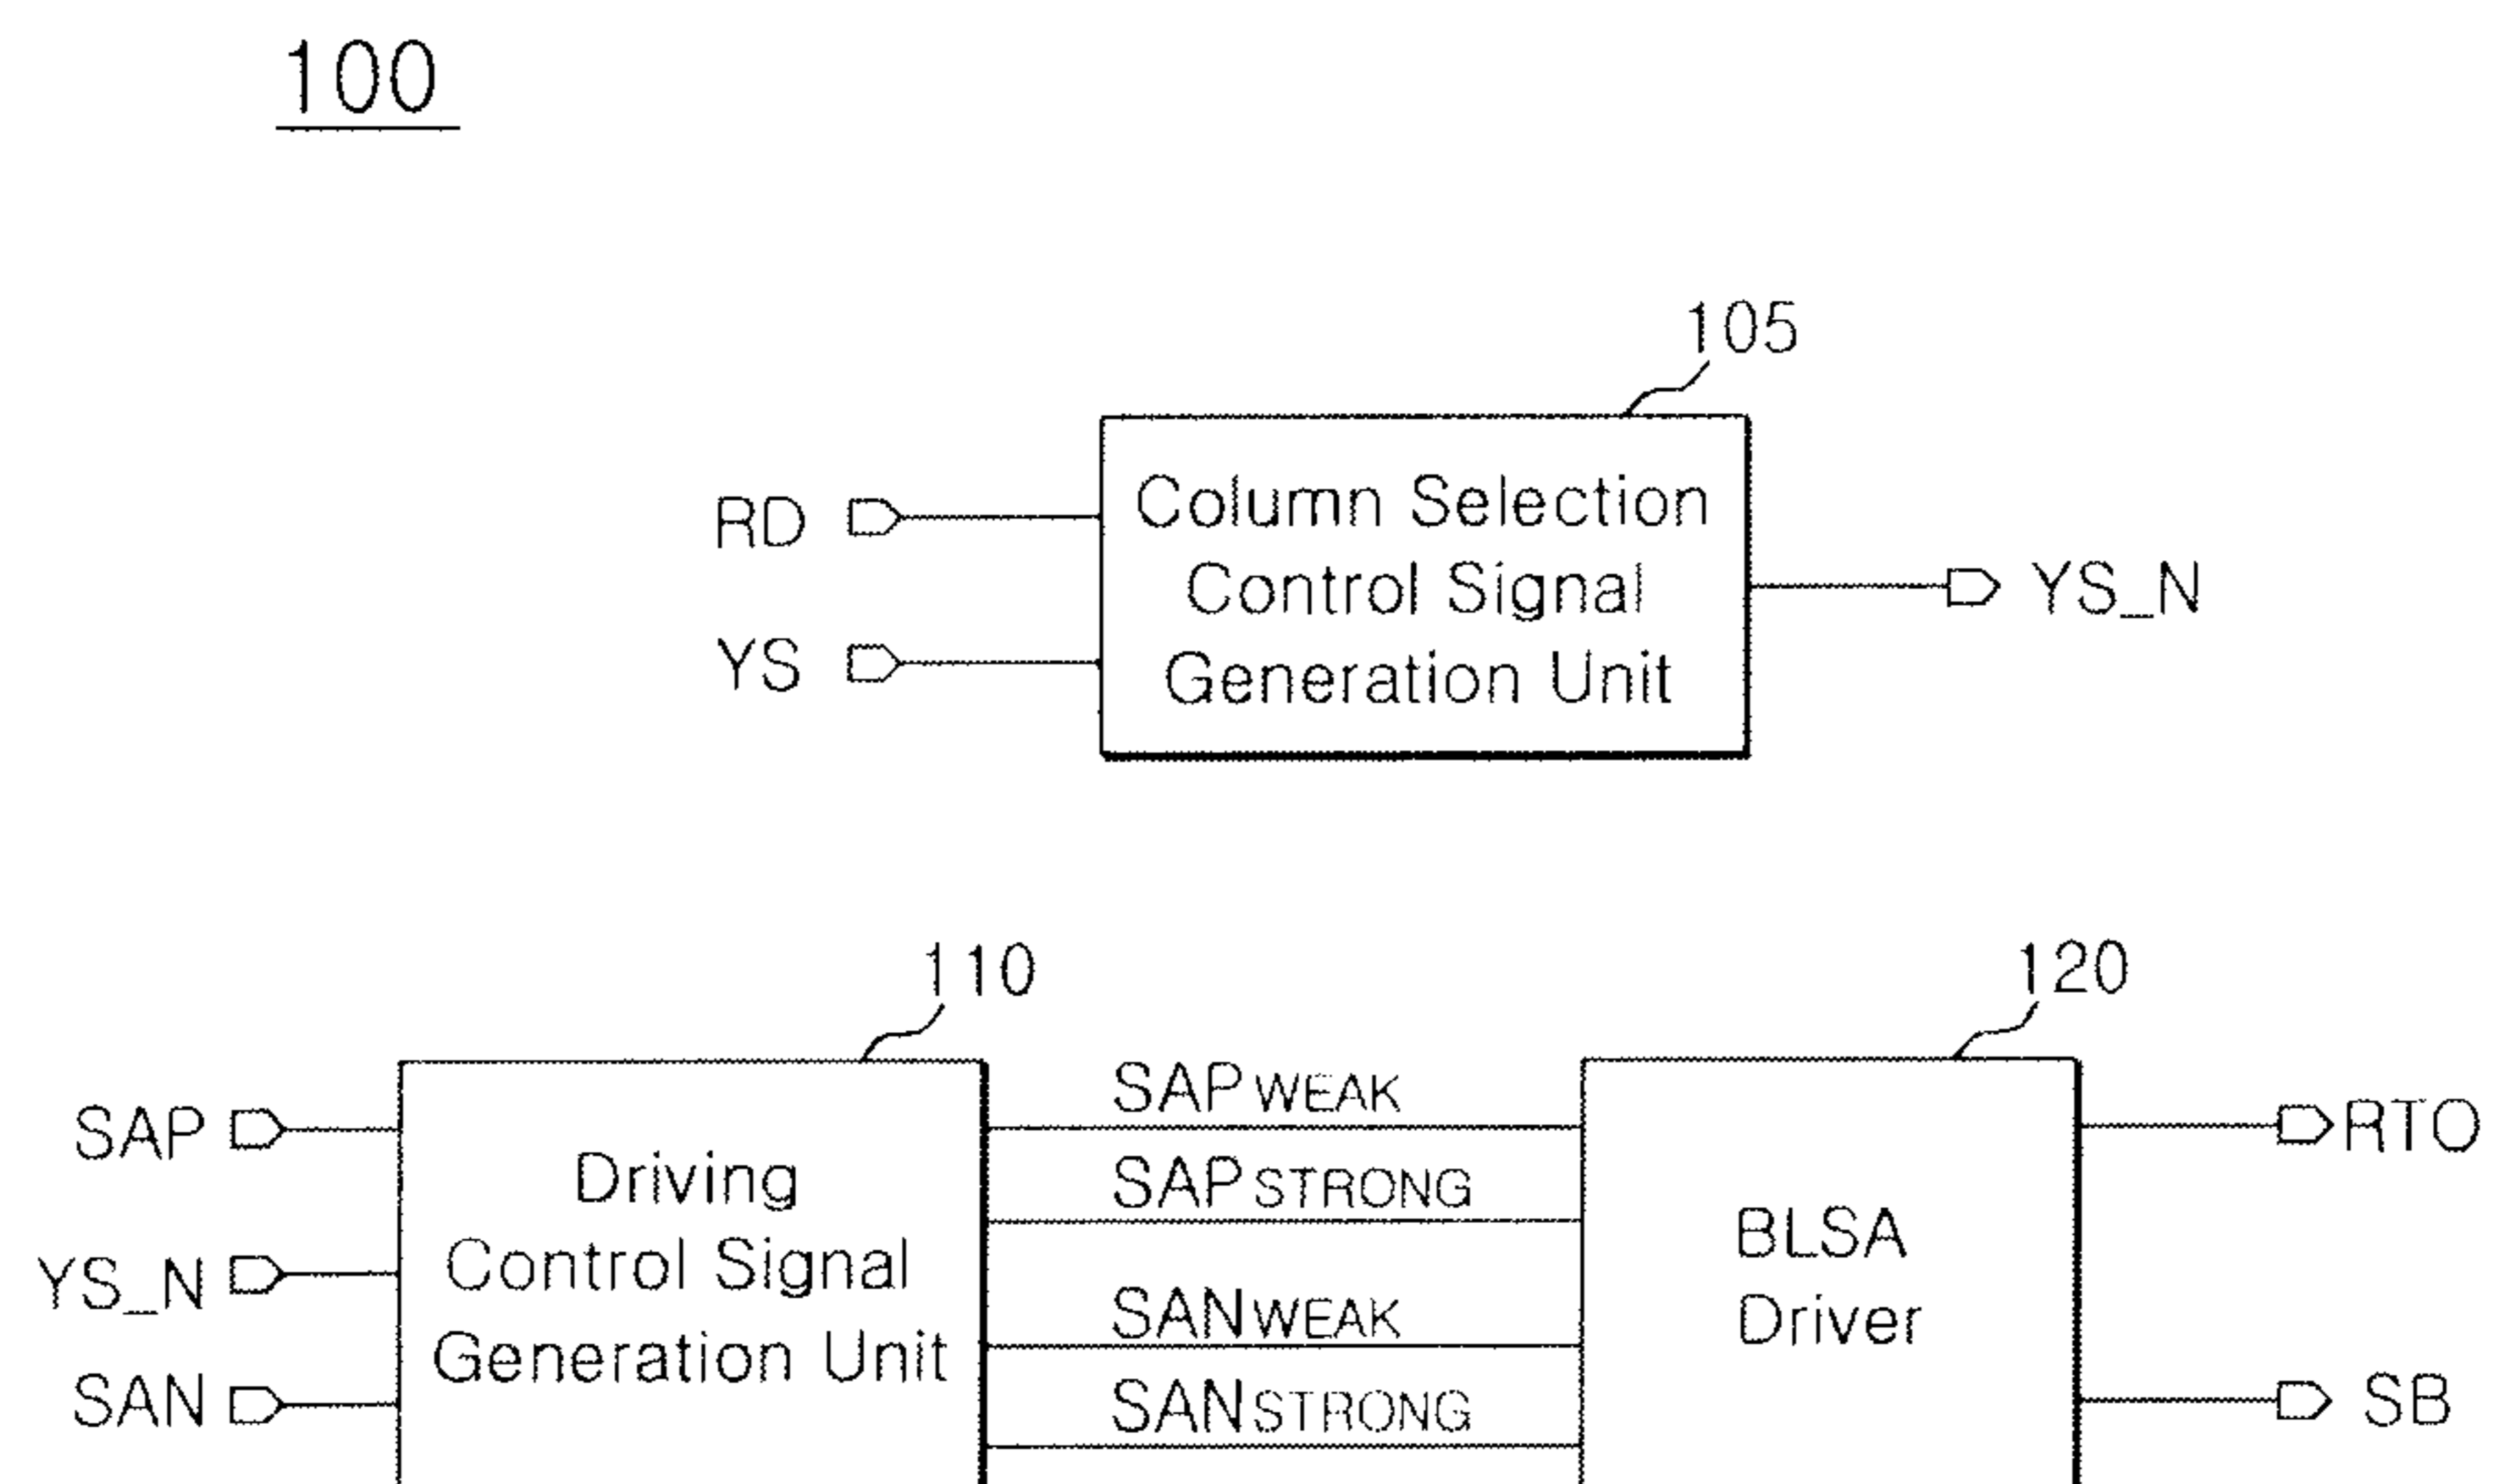 100
105
RD
YS
Column Selection
Control Signal
Generation Unit
YS_N
110
120
SAP
YS_N
SAN
Driving
Control Signal
Generation Unit
SAPWEAK
SAPSTRONG
SANWEAK
SANSTRONG
BLSA
Driver
RTO
SB